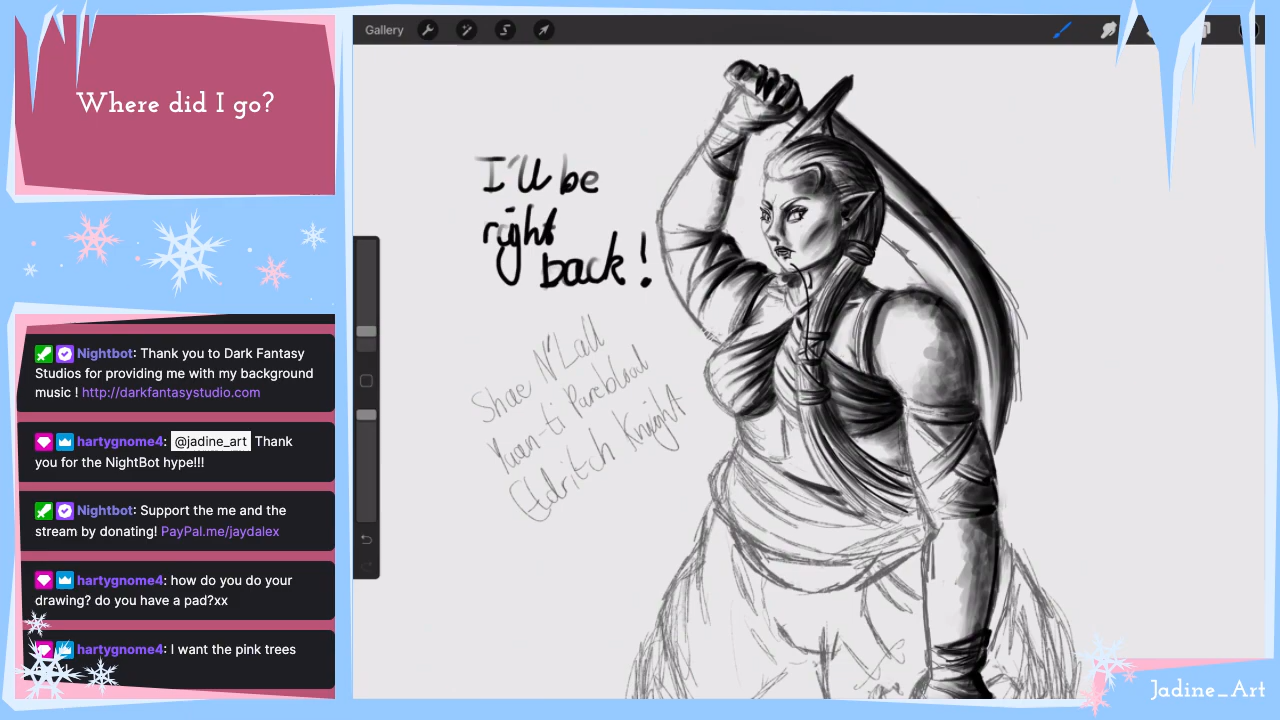 Where did I go?
Gallery
I'll be
right
back!
Shae N'Lall
Yuan-ti Pureblood
Eldritch Knight
Nightbot: Thank you to Dark Fantasy
Studios for providing me with my background
music ! http://darkfantasystudio.com
hartygnome4: @jadine_art Thank
you for the NightBot hype!!!
Nightbot: Support the me and the
stream by donating! PayPal.me/jaydalex
hartygnome4: how do you do your
drawing? do you have a pad?xx
hartygnome4: I want the pink trees
Jadine_Art